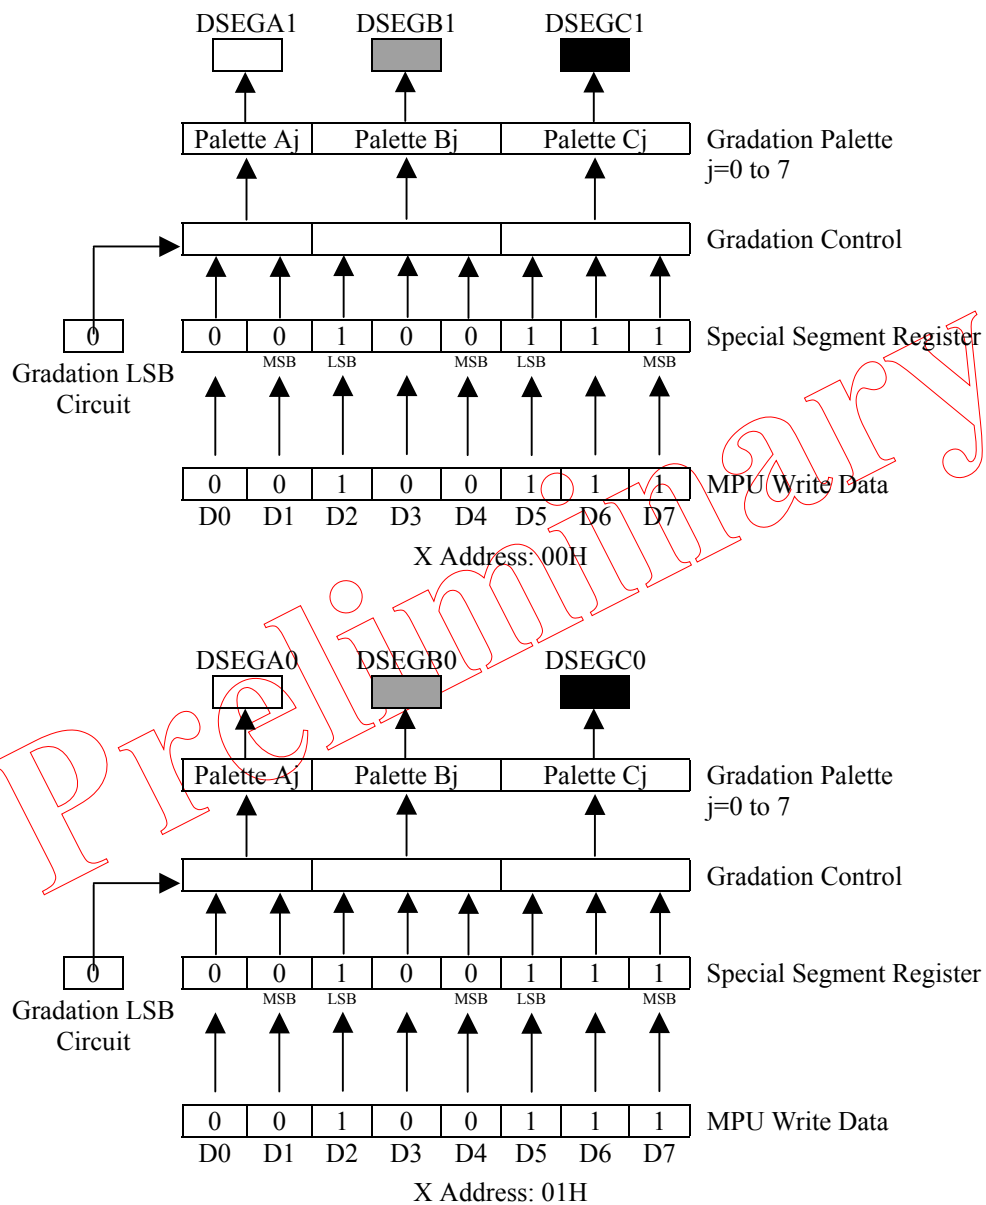 DSEGA1 DSEGB1 DSEGC1
Palette Aj Palette Bj Palette Cj Gradation Palette
j=0 to 7
Gradation Control
0 0 0 1 0 0 1 1 1 Special Segment Register
MSB LSB MSB LSB MSB
Gradation LSB
Circuit
0 0 1 0 0 1 1 1 MPU Write Data
D0 D1 D2 D3 D4 D5 D6 D7
X Address: 00H
Preliminary
DSEGA0 DSEGB0 DSEGC0
Palette Aj Palette Bj Palette Cj Gradation Palette
j=0 to 7
Gradation Control
0 0 0 1 0 0 1 1 1 Special Segment Register
MSB LSB MSB LSB MSB
Gradation LSB
Circuit
0 0 1 0 0 1 1 1 MPU Write Data
D0 D1 D2 D3 D4 D5 D6 D7
X Address: 01H